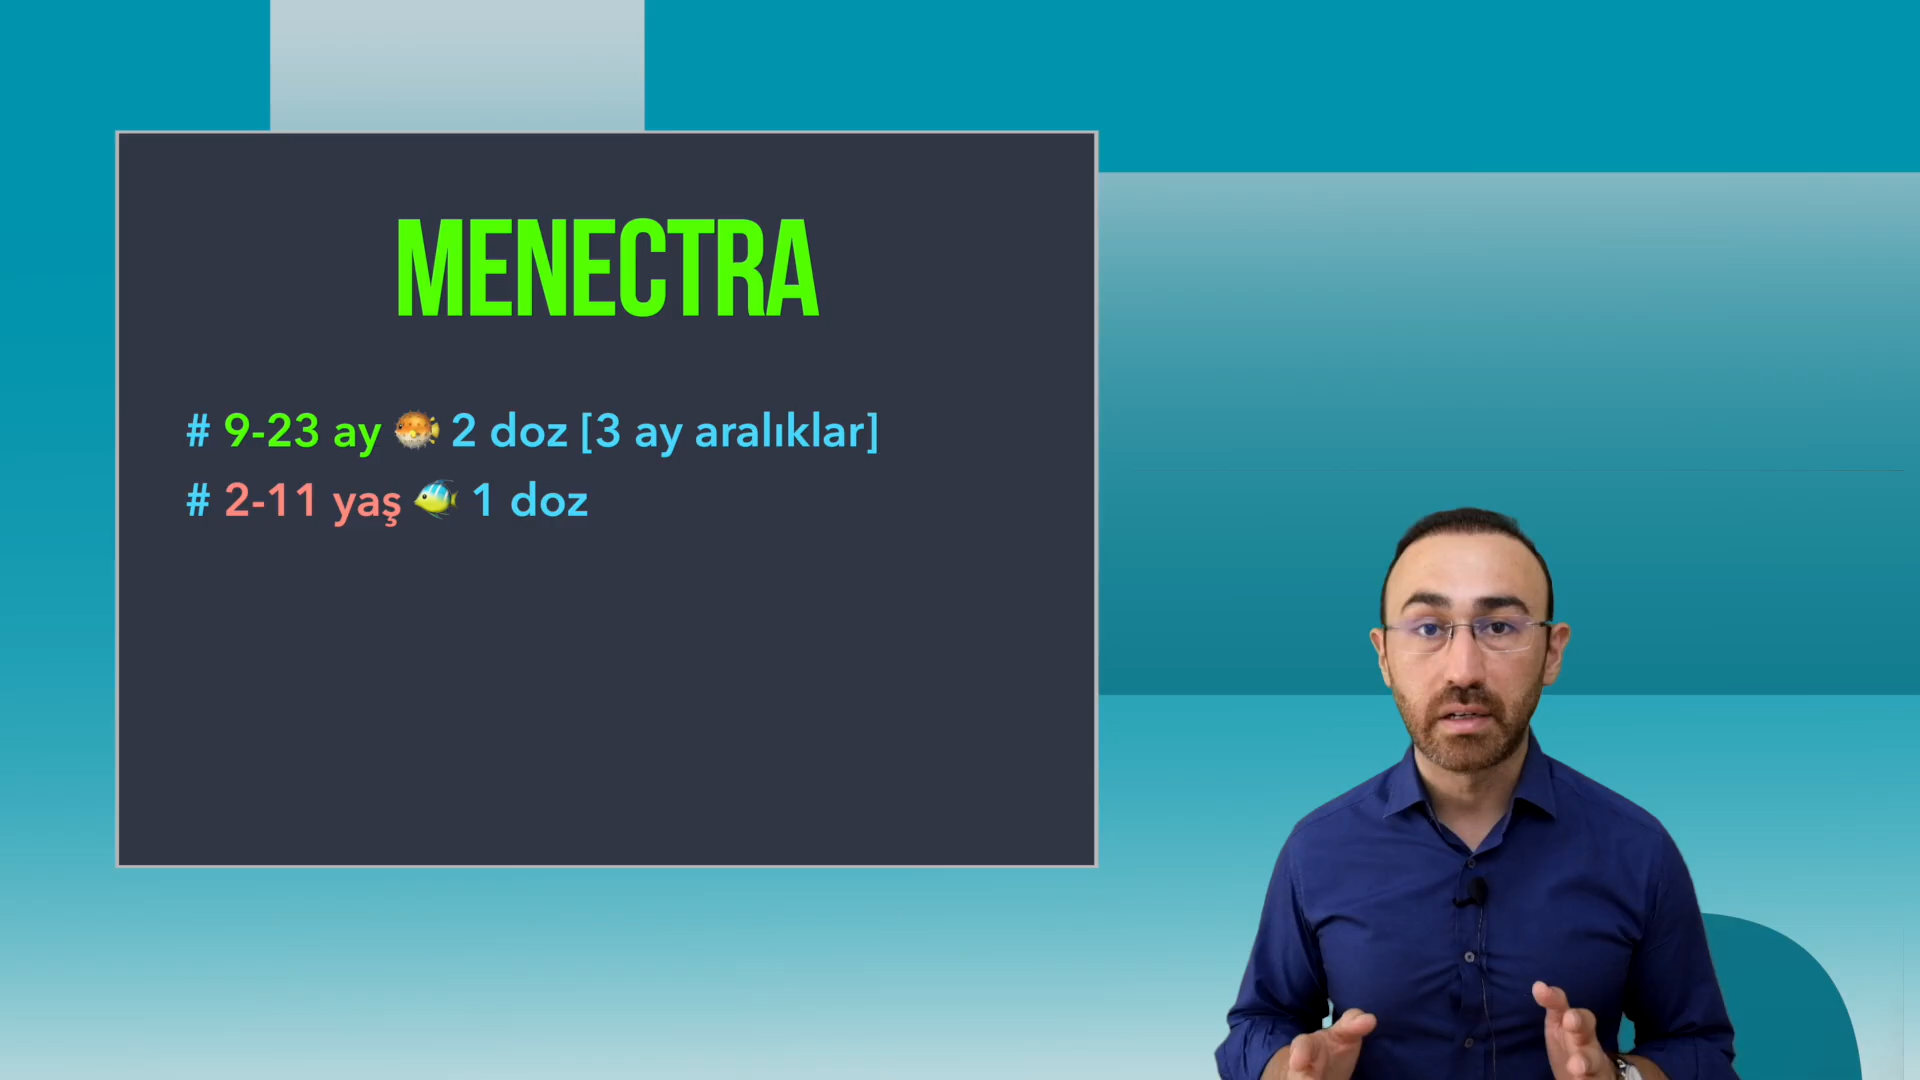 MENECTRA
# 9-23 ay 🐡 2 doz [3 ay aralıklar]
# 2-11 yaş 🐠 1 doz